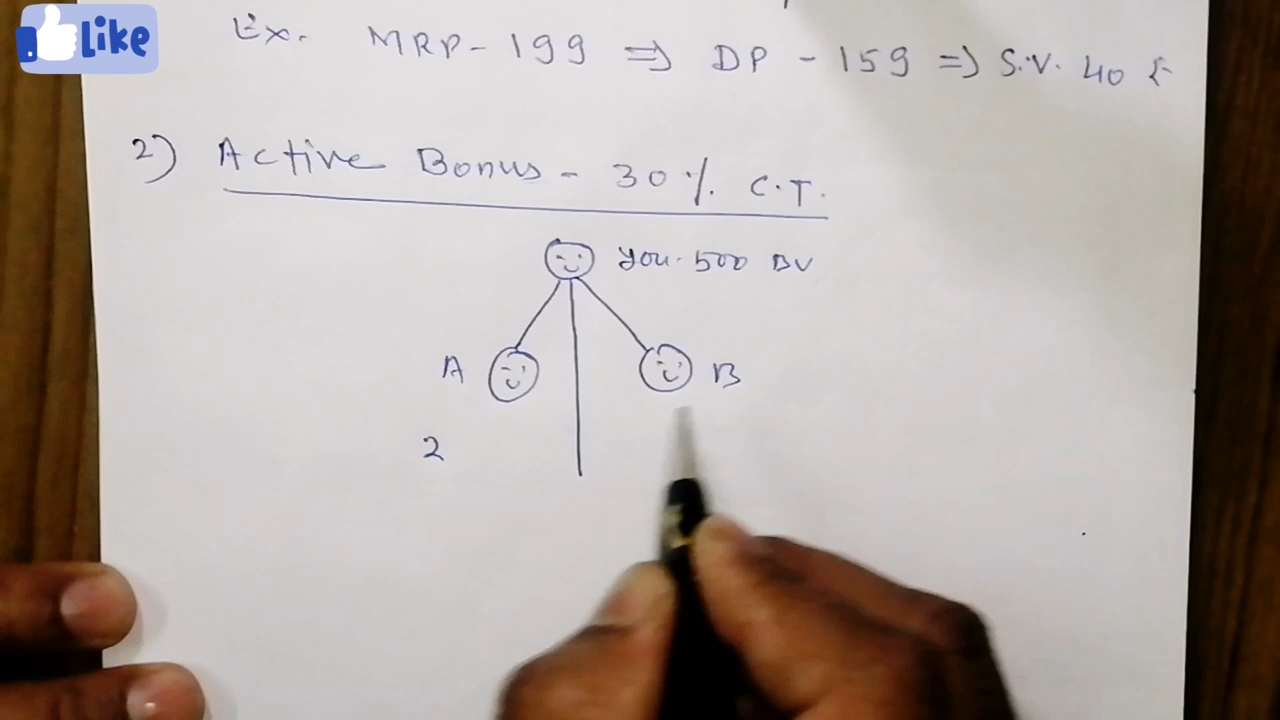 Like
Ex. MRP - 199 => DP - 159 => S.V. 40
2) Active Bonus - 30% C.T.
You. 500 BV
A B
2